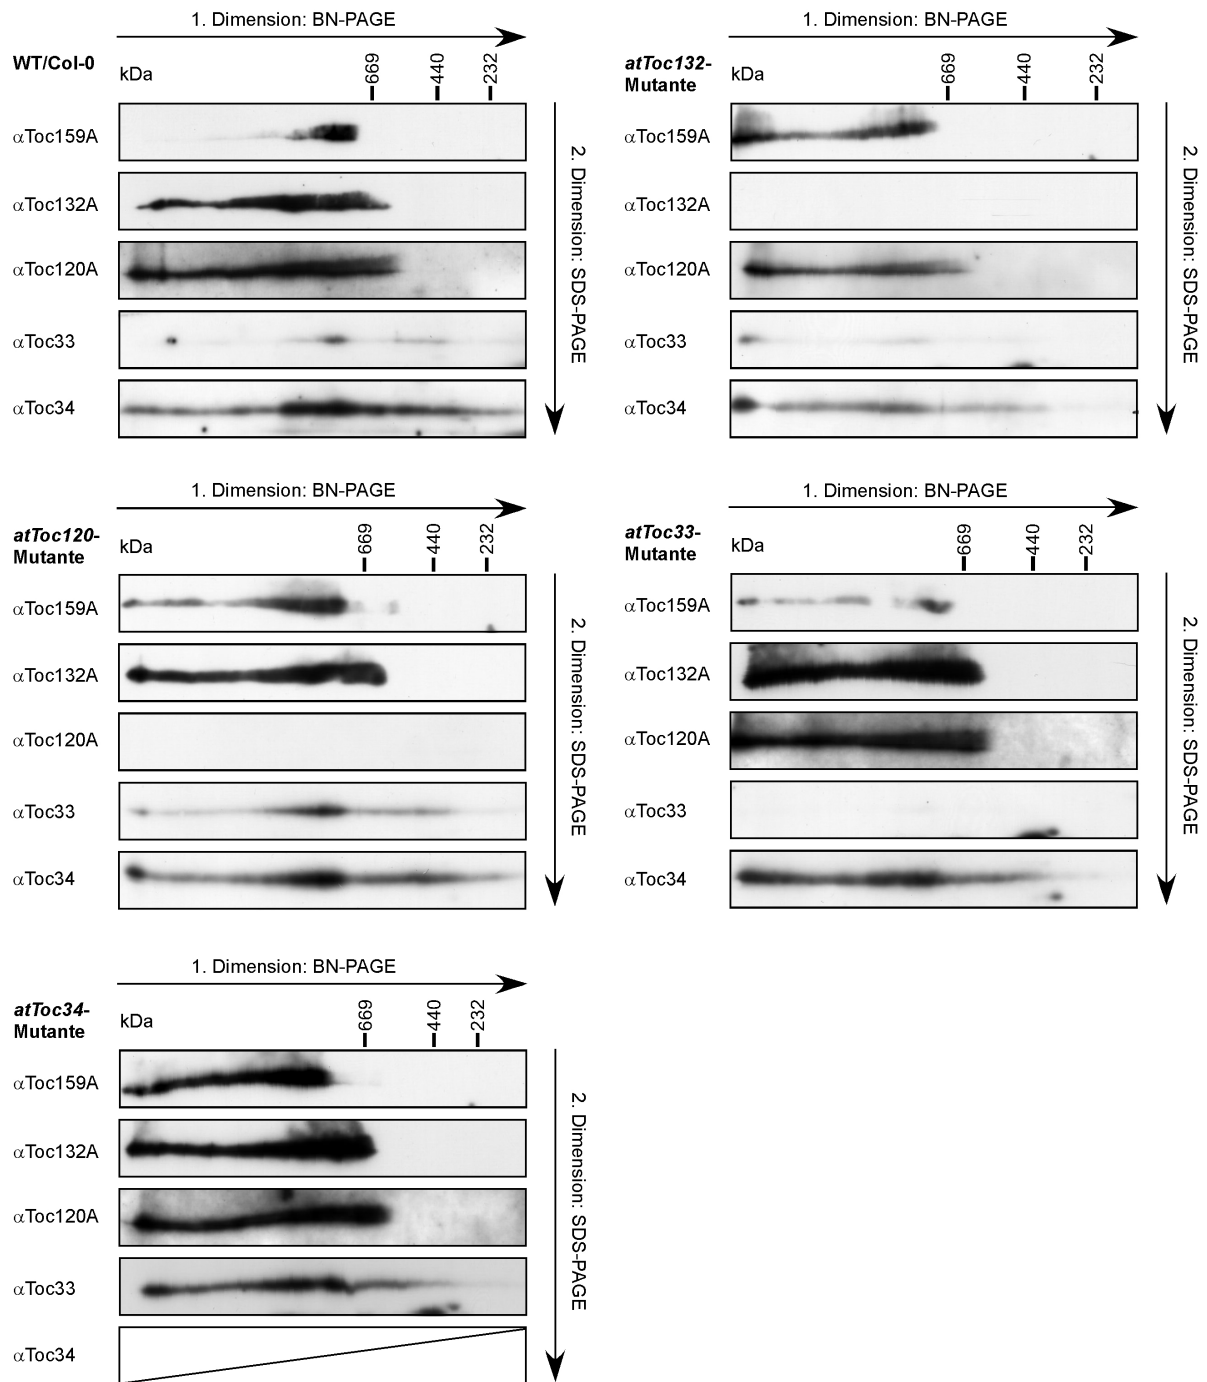 1. Dimension: BN-PAGE
WT/Col-0
kDa
669
440
232
αToc159A
αToc132A
αToc120A
αToc33
αToc34
2. Dimension: SDS-PAGE
1. Dimension: BN-PAGE
atToc132-
Mutante
kDa
669
440
232
αToc159A
αToc132A
αToc120A
αToc33
αToc34
2. Dimension: SDS-PAGE
1. Dimension: BN-PAGE
atToc120-
Mutante
kDa
669
440
232
αToc159A
αToc132A
αToc120A
αToc33
αToc34
2. Dimension: SDS-PAGE
1. Dimension: BN-PAGE
atToc33-
Mutante
kDa
669
440
232
αToc159A
αToc132A
αToc120A
αToc33
αToc34
2. Dimension: SDS-PAGE
1. Dimension: BN-PAGE
atToc34-
Mutante
kDa
669
440
232
αToc159A
αToc132A
αToc120A
αToc33
αToc34
2. Dimension: SDS-PAGE